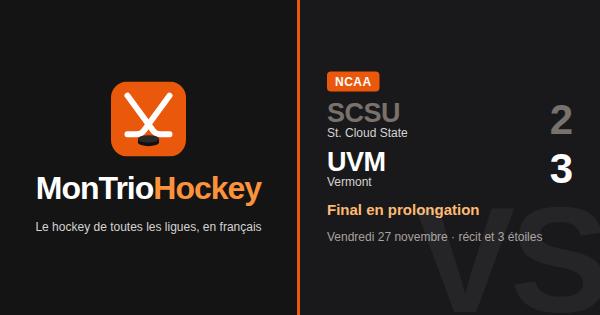 MonTrioHockey
Le hockey de toutes les ligues, en français
NCAA
SCSU 2
St. Cloud State
UVM 3
Vermont
Final en prolongation
Vendredi 27 novembre · récit et 3 étoiles
VS